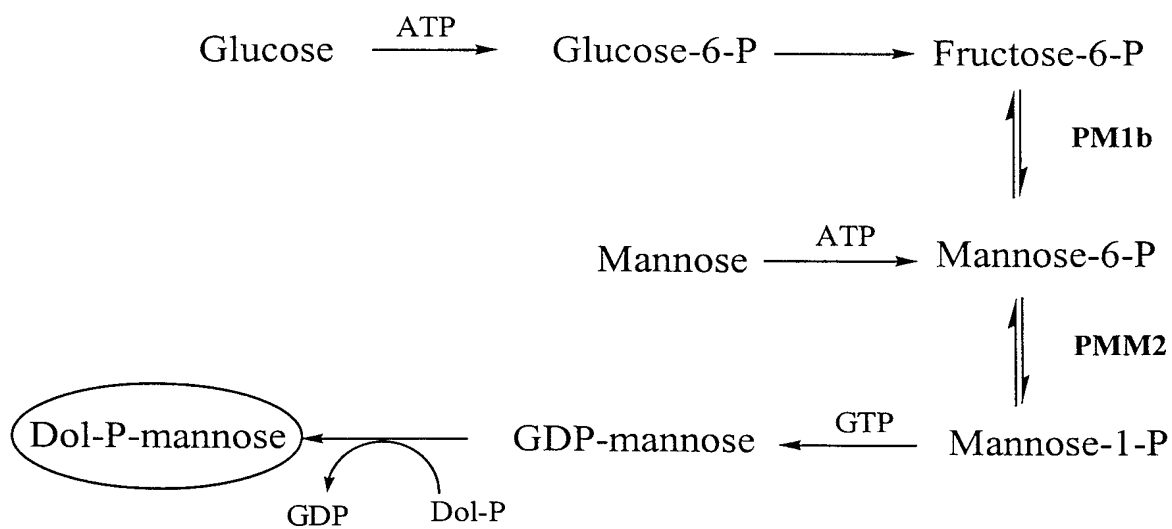 Glucose ATP Glucose-6-P Fructose-6-P
PM1b
Mannose ATP Mannose-6-P
PMM2
Dol-P-mannose GDP-mannose GTP Mannose-1-P
GDP Dol-P